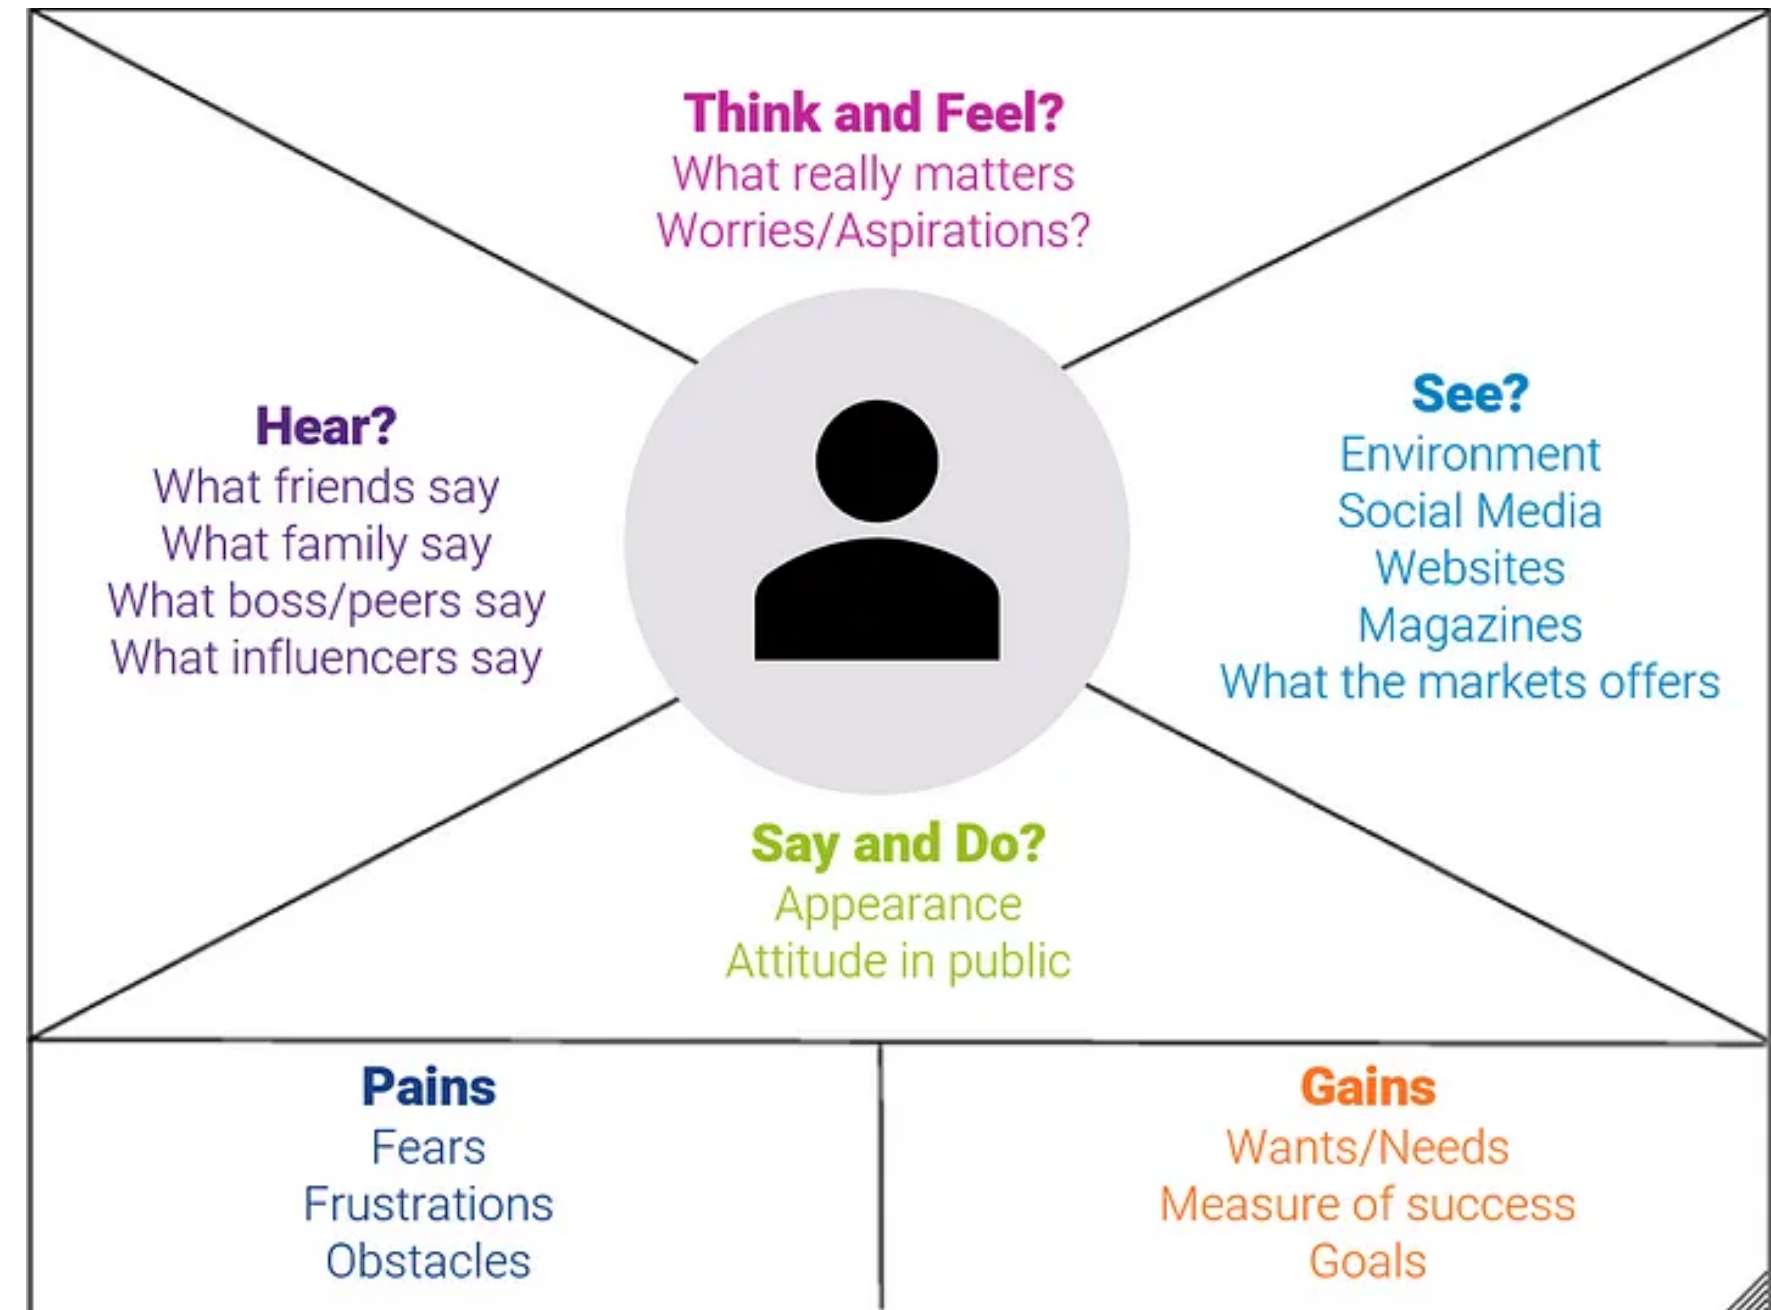 Think and Feel?
What really matters
Worries/Aspirations?
Hear?
What friends say
What family say
What boss/peers say
What influencers say
See?
Environment
Social Media
Websites
Magazines
What the markets offers
Say and Do?
Appearance
Attitude in public
Pains
Fears
Frustrations
Obstacles
Gains
Wants/Needs
Measure of success
Goals